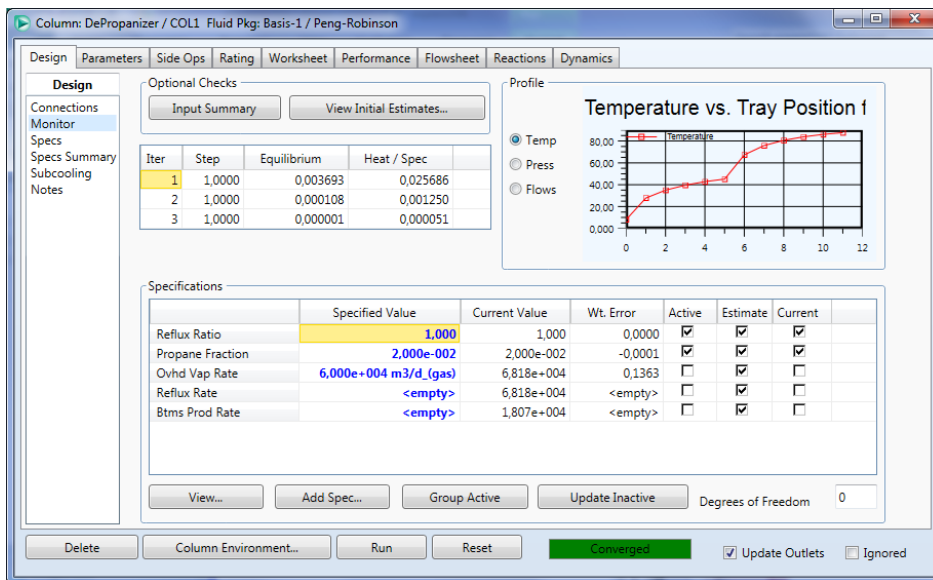 Column: DePropanizer / COL1 Fluid Pkg: Basis-1 / Peng-Robinson
Design Parameters Side Ops Rating Worksheet Performance Flowsheet Reactions Dynamics
Design
Connections
Monitor
Specs
Specs Summary
Subcooling
Notes
Optional Checks
Input Summary View Initial Estimates...
Iter Step Equilibrium Heat / Spec
1 1,0000 0,003693 0,025686
2 1,0000 0,000108 0,001250
3 1,0000 0,000001 0,000051
Profile
Temp
Press
Flows
Temperature vs. Tray Position f
Temperature
80,00
60,00
40,00
20,00
0,000
0 2 4 6 8 10 12
Specifications
Specified Value Current Value Wt. Error Active Estimate Current
Reflux Ratio 1,000 1,000 0,0000
Propane Fraction 2,000e-002 2,000e-002 -0,0001
Ovhd Vap Rate 6,000e+004 m3/d_(gas) 6,818e+004 0,1363
Reflux Rate <empty> 6,818e+004 <empty>
Btms Prod Rate <empty> 1,807e+004 <empty>
View... Add Spec... Group Active Update Inactive Degrees of Freedom 0
Delete Column Environment... Run Reset Converged Update Outlets Ignored